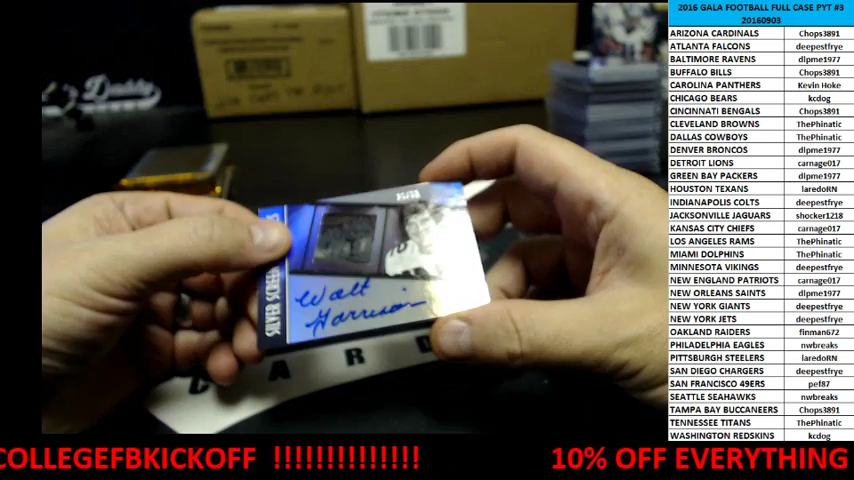 2016 GALA FOOTBALL FULL CASE PYT #3
20160903
ARIZONA CARDINALS Chops3891
ATLANTA FALCONS deepestfrye
BALTIMORE RAVENS dlpme1977
BUFFALO BILLS Chops3891
CAROLINA PANTHERS Kevin Hoke
CHICAGO BEARS kcdog
CINCINNATI BENGALS Chops3891
CLEVELAND BROWNS ThePhinatic
DALLAS COWBOYS ThePhinatic
DENVER BRONCOS dlpme1977
DETROIT LIONS carnage017
GREEN BAY PACKERS dlpme1977
HOUSTON TEXANS laredoRN
INDIANAPOLIS COLTS deepestfrye
JACKSONVILLE JAGUARS shocker1218
KANSAS CITY CHIEFS carnage017
LOS ANGELES RAMS ThePhinatic
MIAMI DOLPHINS ThePhinatic
MINNESOTA VIKINGS deepestfrye
NEW ENGLAND PATRIOTS carnage017
NEW ORLEANS SAINTS dlpme1977
NEW YORK GIANTS deepestfrye
NEW YORK JETS deepestfrye
OAKLAND RAIDERS finman672
PHILADELPHIA EAGLES nwbreaks
PITTSBURGH STEELERS laredoRN
SAN DIEGO CHARGERS deepestfrye
SAN FRANCISCO 49ERS pef87
SEATTLE SEAHAWKS nwbreaks
TAMPA BAY BUCCANEERS Chops3891
TENNESSEE TITANS ThePhinatic
WASHINGTON REDSKINS kcdog
Daddy
SILVER SCREEN
Walt
Harrison
C A R D
COLLEGEFBKICKOFF !!!!!!!!!!!!!!! 10% OFF EVERYTHING